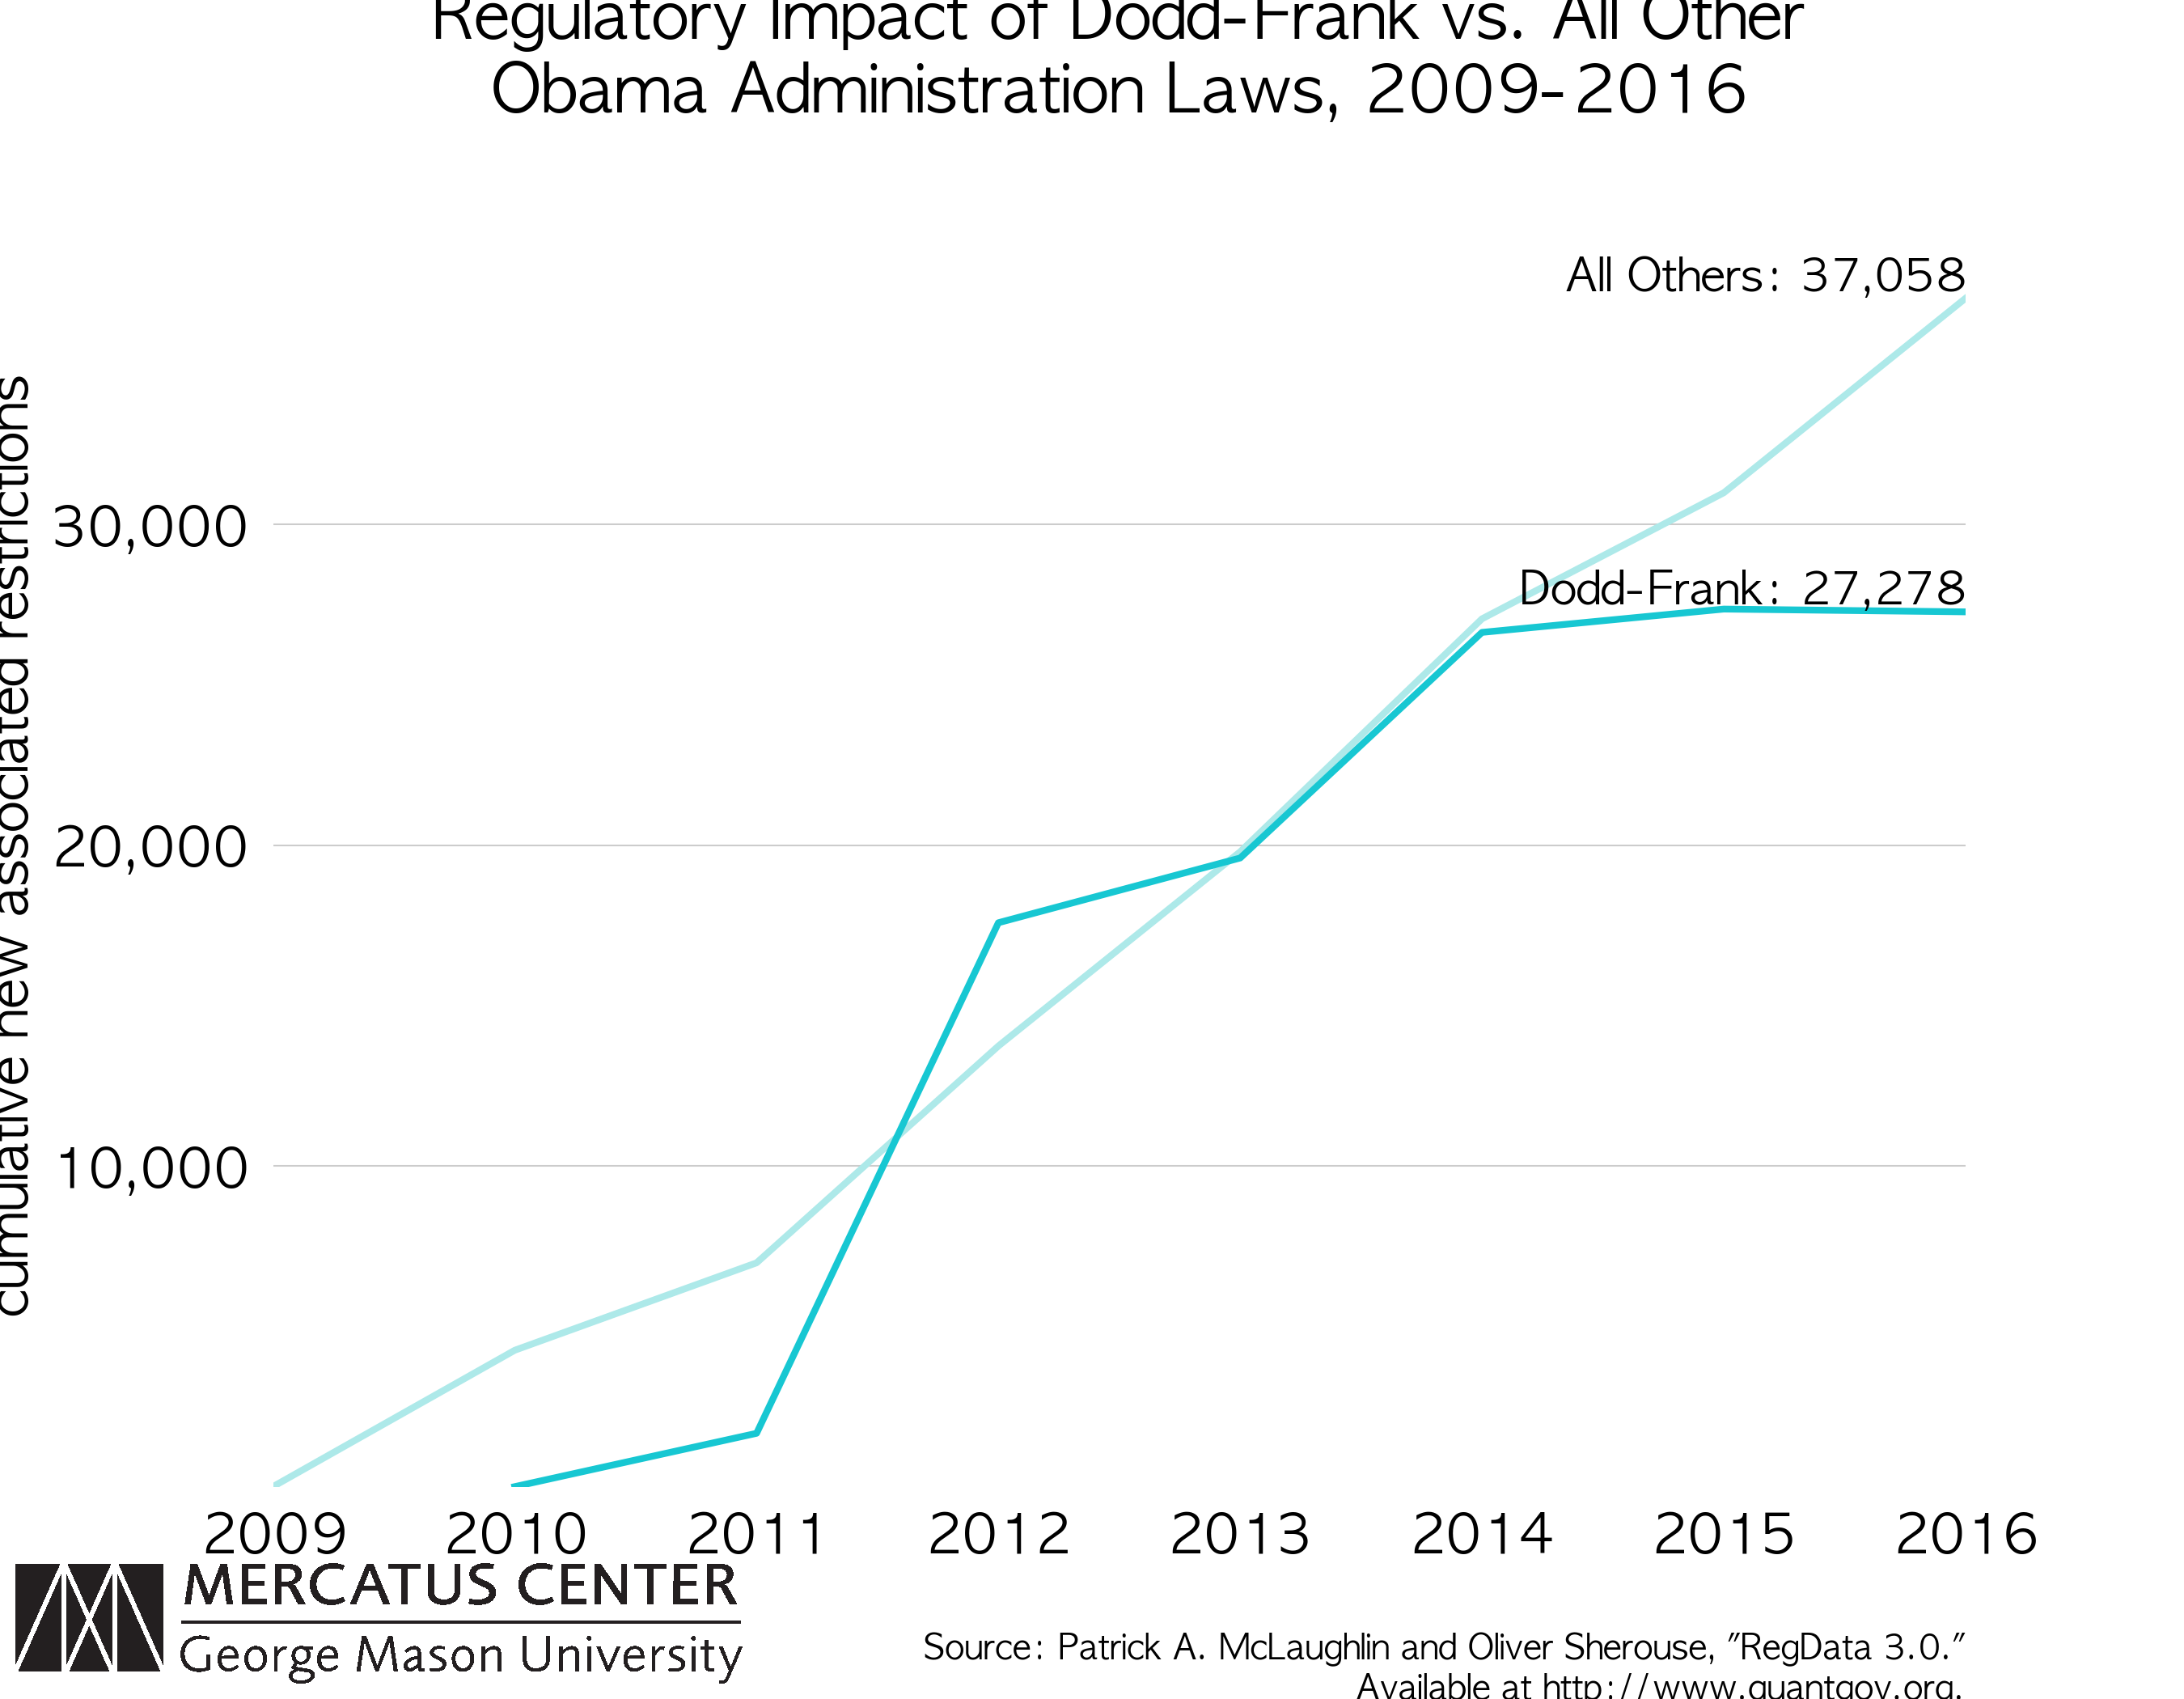 Regulatory Impact of Dodd-Frank vs. All Other
Obama Administration Laws, 2009-2016
All Others: 37,058
cumulative new associated restrictions
30,000
Dodd-Frank: 27,278
20,000
10,000
2009 2010 2011 2012 2013 2014 2015 2016
MERCATUS CENTER
George Mason University
Source: Patrick A. McLaughlin and Oliver Sherouse, "RegData 3.0."
Available at http://www.quantgov.org.